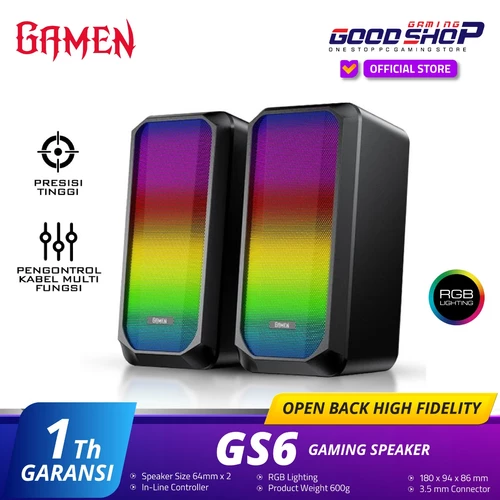 GAMEN
GAMING
GOODSHOP
ONE STOP PC GAMING STORE
OFFICIAL STORE
PRESISI
TINGGI
PENGONTROL
KABEL MULTI
FUNGSI
GAMEN
GAMEN
RGB
LIGHTING
OPEN BACK HIGH FIDELITY
1Th
GARANSI
GS6 GAMING SPEAKER
• Speaker Size 64mm x 2
• In-Line Controller
• RGB Lighting
• Product Weight 600g
• 180 x 94 x 86 mm
• 3.5 mm Connector